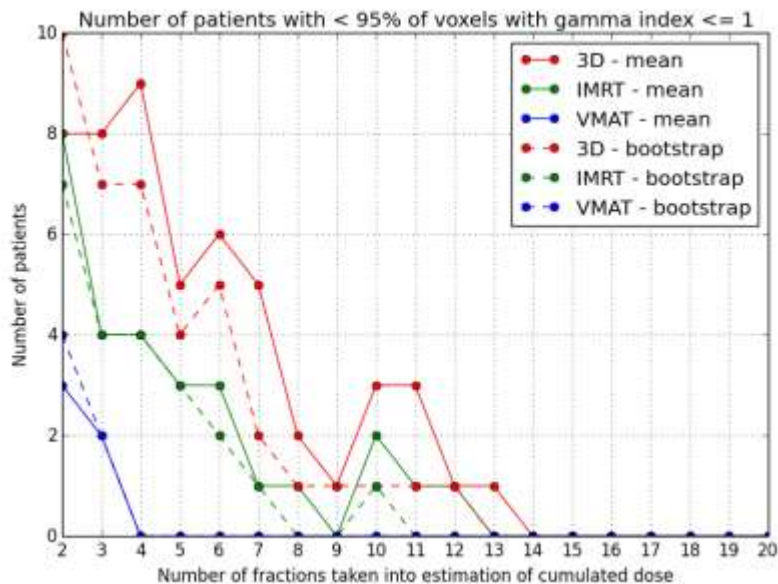 Number of patients with < 95% of voxels with gamma index <= 1
10
8
6
4
2
0
Number of patients
3D - mean
IMRT - mean
VMAT - mean
3D - bootstrap
IMRT - bootstrap
VMAT - bootstrap
2 3 4 5 6 7 8 9 10 11 12 13 14 15 16 17 18 19 20
Number of fractions taken into estimation of cumulated dose